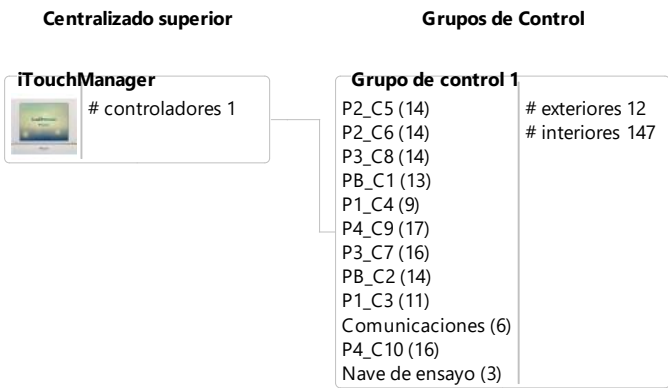 Centralizado superior
Grupos de Control
iTouchManager
# controladores 1
Grupo de control 1
P2_C5 (14)
P2_C6 (14)
P3_C8 (14)
PB_C1 (13)
P1_C4 (9)
P4_C9 (17)
P3_C7 (16)
PB_C2 (14)
P1_C3 (11)
Comunicaciones (6)
P4_C10 (16)
Nave de ensayo (3)
# exteriores 12
# interiores 147